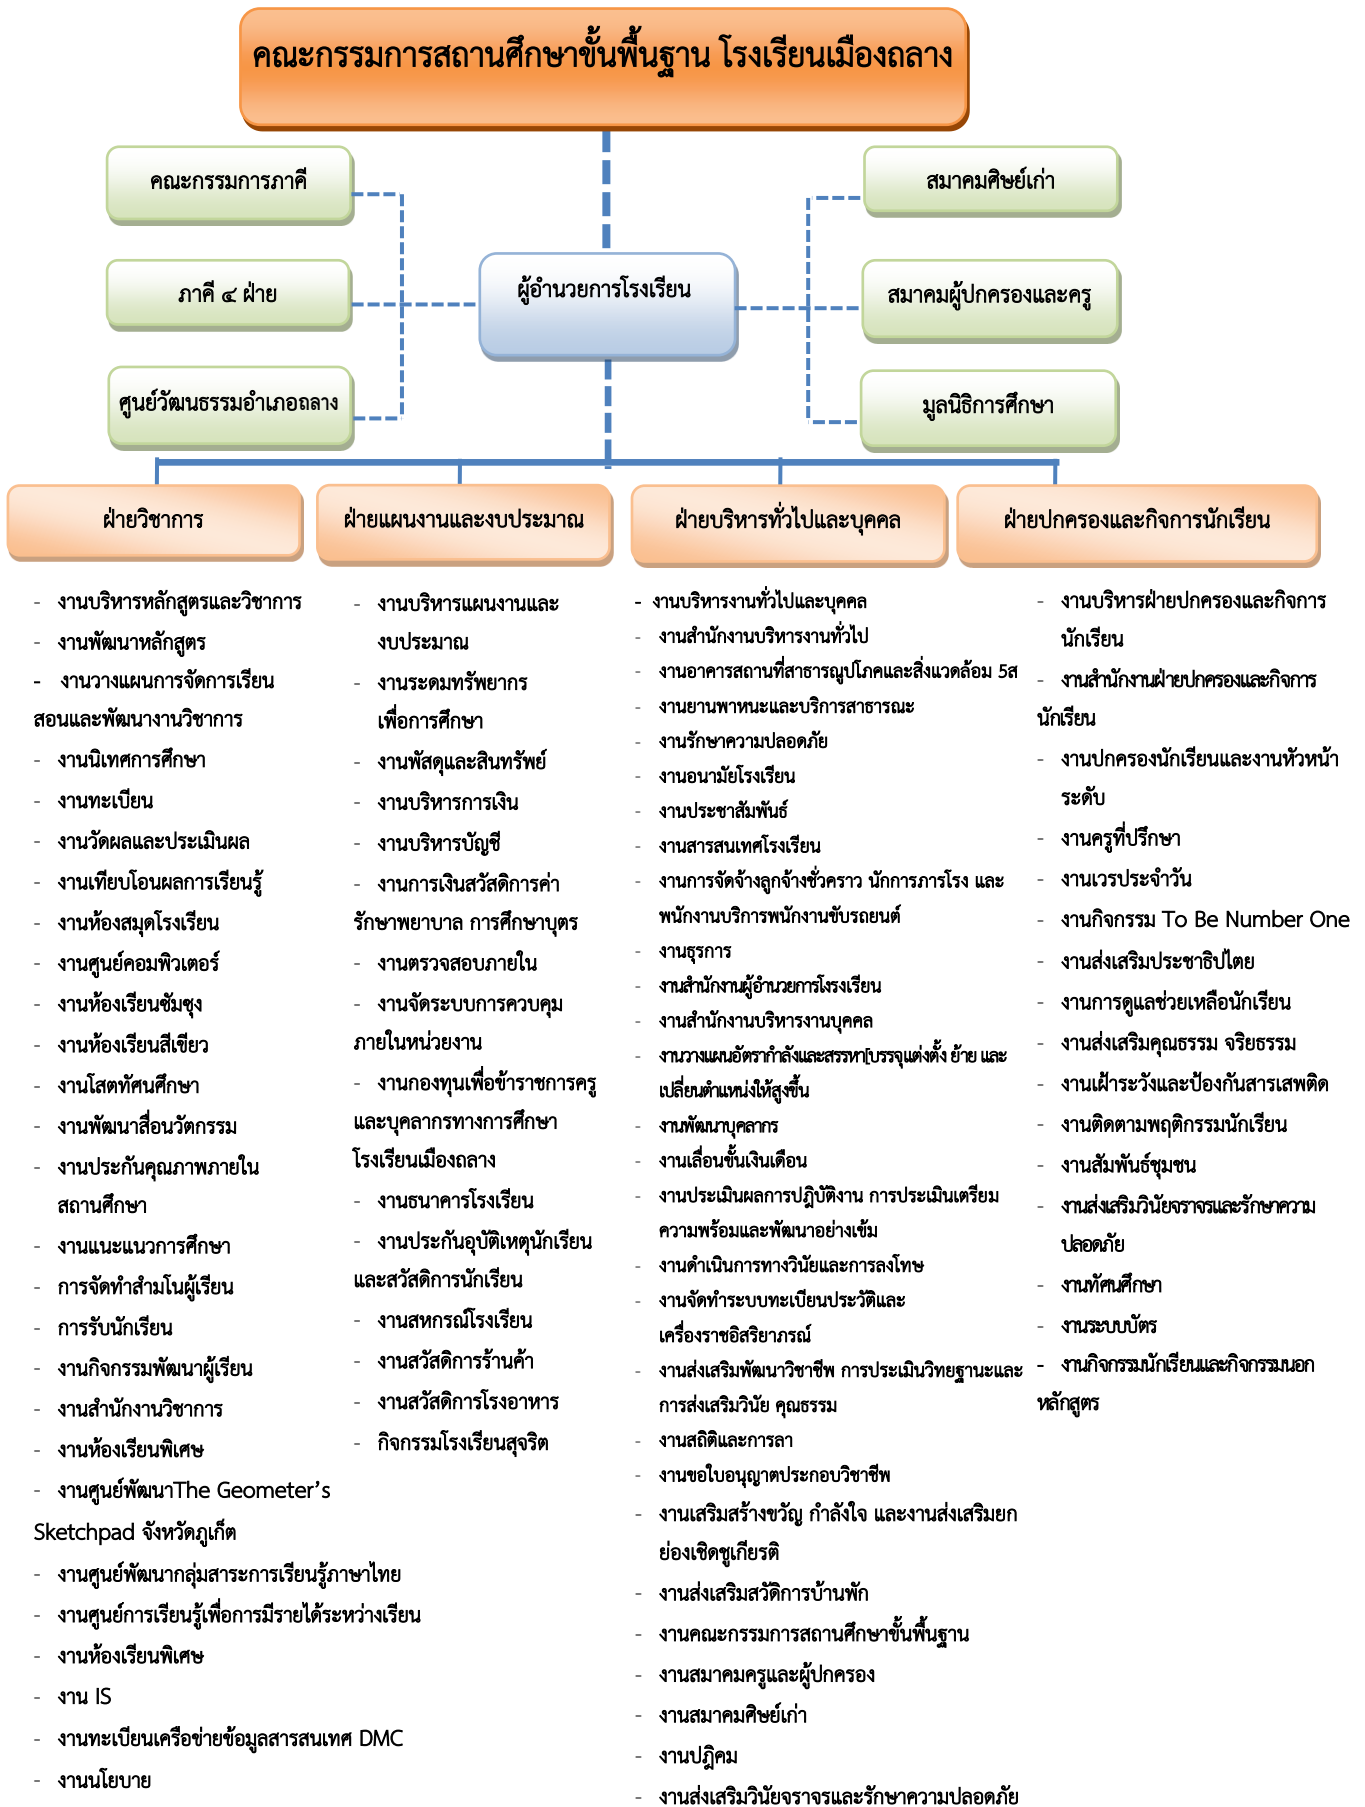 คณะกรรมการสถานศึกษาขั้นพื้นฐาน โรงเรียนเมืองถลาง
คณะกรรมการภาคี
ภาคี ๔ ฝ่าย
ศูนย์วัฒนธรรมอำเภอถลาง
ผู้อำนวยการโรงเรียน
สมาคมศิษย์เก่า
สมาคมผู้ปกครองและครู
มูลนิธิการศึกษา
ฝ่ายวิชาการ
- งานบริหารหลักสูตรและวิชาการ
- งานพัฒนาหลักสูตร
- งานวางแผนการจัดการเรียน
สอนและพัฒนางานวิชาการ
- งานนิเทศการศึกษา
- งานทะเบียน
- งานวัดผลและประเมินผล
- งานเทียบโอนผลการเรียนรู้
- งานห้องสมุดโรงเรียน
- งานศูนย์คอมพิวเตอร์
- งานห้องเรียนชัมชุง
- งานห้องเรียนสีเขียว
- งานโสตทัศนศึกษา
- งานพัฒนาสื่อนวัตกรรม
- งานประกันคุณภาพภายใน
สถานศึกษา
- งานแนะแนวการศึกษา
- การจัดทำสำมโนผู้เรียน
- การรับนักเรียน
- งานกิจกรรมพัฒนาผู้เรียน
- งานสำนักงานวิชาการ
- งานห้องเรียนพิเศษ
- งานศูนย์พัฒนาThe Geometer’s
Sketchpad จังหวัดภูเก็ต
- งานศูนย์พัฒนากลุ่มสาระการเรียนรู้ภาษาไทย
- งานศูนย์การเรียนรู้เพื่อการมีรายได้ระหว่างเรียน
- งานห้องเรียนพิเศษ
- งาน IS
- งานทะเบียนเครือข่ายข้อมูลสารสนเทศ DMC
- งานนโยบาย
ฝ่ายแผนงานและงบประมาณ
- งานบริหารแผนงานและ
งบประมาณ
- งานระดมทรัพยากร
เพื่อการศึกษา
- งานพัสดุและสินทรัพย์
- งานบริหารการเงิน
- งานบริหารบัญชี
- งานการเงินสวัสดิการค่า
รักษาพยาบาล การศึกษาบุตร
- งานตรวจสอบภายใน
- งานจัดระบบการควบคุม
ภายในหน่วยงาน
- งานกองทุนเพื่อข้าราชการครู
และบุคลากรทางการศึกษา
โรงเรียนเมืองถลาง
- งานธนาคารโรงเรียน
- งานประกันอุบัติเหตุนักเรียน
และสวัสดิการนักเรียน
- งานสหกรณ์โรงเรียน
- งานสวัสดิการร้านค้า
- งานสวัสดิการโรงอาหาร
- กิจกรรมโรงเรียนสุจริต
ฝ่ายบริหารทั่วไปและบุคคล
- งานบริหารงานทั่วไปและบุคคล
- งานสำนักงานบริหารงานทั่วไป
- งานอาคารสถานที่สาธารณูปโภคและสิ่งแวดล้อม 5ส
- งานยานพาหนะและบริการสาธารณะ
- งานรักษาความปลอดภัย
- งานอนามัยโรงเรียน
- งานประชาสัมพันธ์
- งานสารสนเทศโรงเรียน
- งานการจัดจ้างลูกจ้างชั่วคราว นักการภารโรง และ
พนักงานบริการพนักงานขับรถยนต์
- งานธุรการ
- งานสำนักงานผู้อำนวยการโงรงเรียน
- งานสำนักงานบริหารงานบุคคล
- งานวางแผนอัตรากำลังและสรรหา[บรรจุแต่งตั้ง ย้าย และ
เปลี่ยนตำแหน่งให้สูงขึ้น
- งานพัฒนาบุคลากร
- งานเลื่อนขั้นเงินเดือน
- งานประเมินผลการปฎิบัติงาน การประเมินเตรียม
ความพร้อมและพัฒนาอย่างเข้ม
- งานดำเนินการทางวินัยและการลงโทษ
- งานจัดทำระบบทะเบียนประวัติและ
เครื่องราชอิสริยาภรณ์
- งานส่งเสริมพัฒนาวิชาชีพ การประเมินวิทยฐานะและ
การส่งเสริมวินัย คุณธรรม
- งานสถิติและการลา
- งานขอใบอนุญาตประกอบวิชาชีพ
- งานเสริมสร้างขวัญ กำลังใจ และงานส่งเสริมยก
ย่องเชิดชูเกียรติ
- งานส่งเสริมสวัดิการบ้านพัก
- งานคณะกรรมการสถานศึกษาขั้นพื้นฐาน
- งานสมาคมครูและผู้ปกครอง
- งานสมาคมศิษย์เก่า
- งานปฎิคม
- งานส่งเสริมวินัยจราจรและรักษาความปลอดภัย
ฝ่ายปกครองและกิจการนักเรียน
- งานบริหารฝ่ายปกครองและกิจการ
นักเรียน
- งานสำนักงานฝ่ายปกครองและกิจการ
นักเรียน
- งานปกครองนักเรียนและงานหัวหน้า
ระดับ
- งานครูที่ปรึกษา
- งานเวรประจำวัน
- งานกิจกรรม To Be Number One
- งานส่งเสริมประชาธิปไตย
- งานการดูแลช่วยเหลือนักเรียน
- งานส่งเสริมคุณธรรม จริยธรรม
- งานเฝ้าระวังและป้องกันสารเสพติด
- งานติดตามพฤติกรรมนักเรียน
- งานสัมพันธ์ชุมชน
- งานส่งเสริมวินัยจราจรและรักษาความ
ปลอดภัย
- งานทัศนศึกษา
- งานระบบบัตร
- งานกิจกรรมนักเรียนและกิจกรรมนอก
หลักสูตร